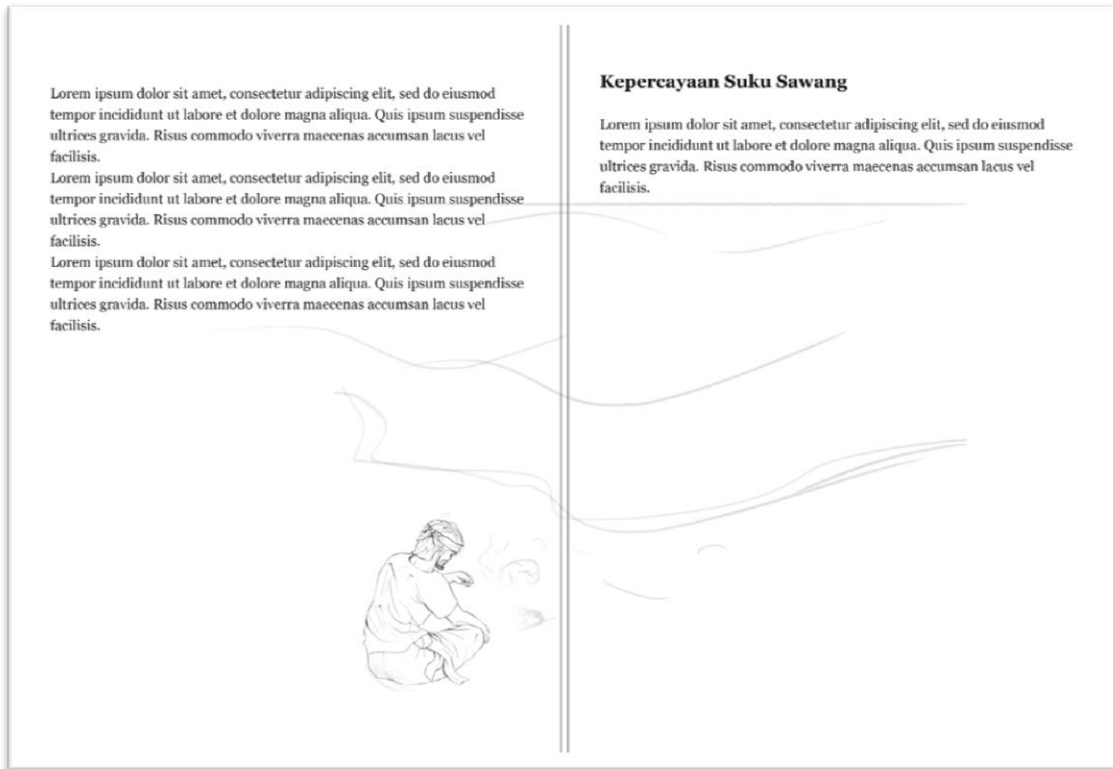 Lorem ipsum dolor sit amet, consectetur adipiscing elit, sed do eiusmod
tempor incididunt ut labore et dolore magna aliqua. Quis ipsum suspendisse
ultrices gravida. Risus commodo viverra maecenas accumsan lacus vel
facilisis.
Lorem ipsum dolor sit amet, consectetur adipiscing elit, sed do eiusmod
tempor incididunt ut labore et dolore magna aliqua. Quis ipsum suspendisse
ultrices gravida. Risus commodo viverra maecenas accumsan lacus vel
facilisis.
Lorem ipsum dolor sit amet, consectetur adipiscing elit, sed do eiusmod
tempor incididunt ut labore et dolore magna aliqua. Quis ipsum suspendisse
ultrices gravida. Risus commodo viverra maecenas accumsan lacus vel
facilisis.
Kepercayaan Suku Sawang
Lorem ipsum dolor sit amet, consectetur adipiscing elit, sed do eiusmod
tempor incididunt ut labore et dolore magna aliqua. Quis ipsum suspendisse
ultrices gravida. Risus commodo viverra maecenas accumsan lacus vel
facilisis.